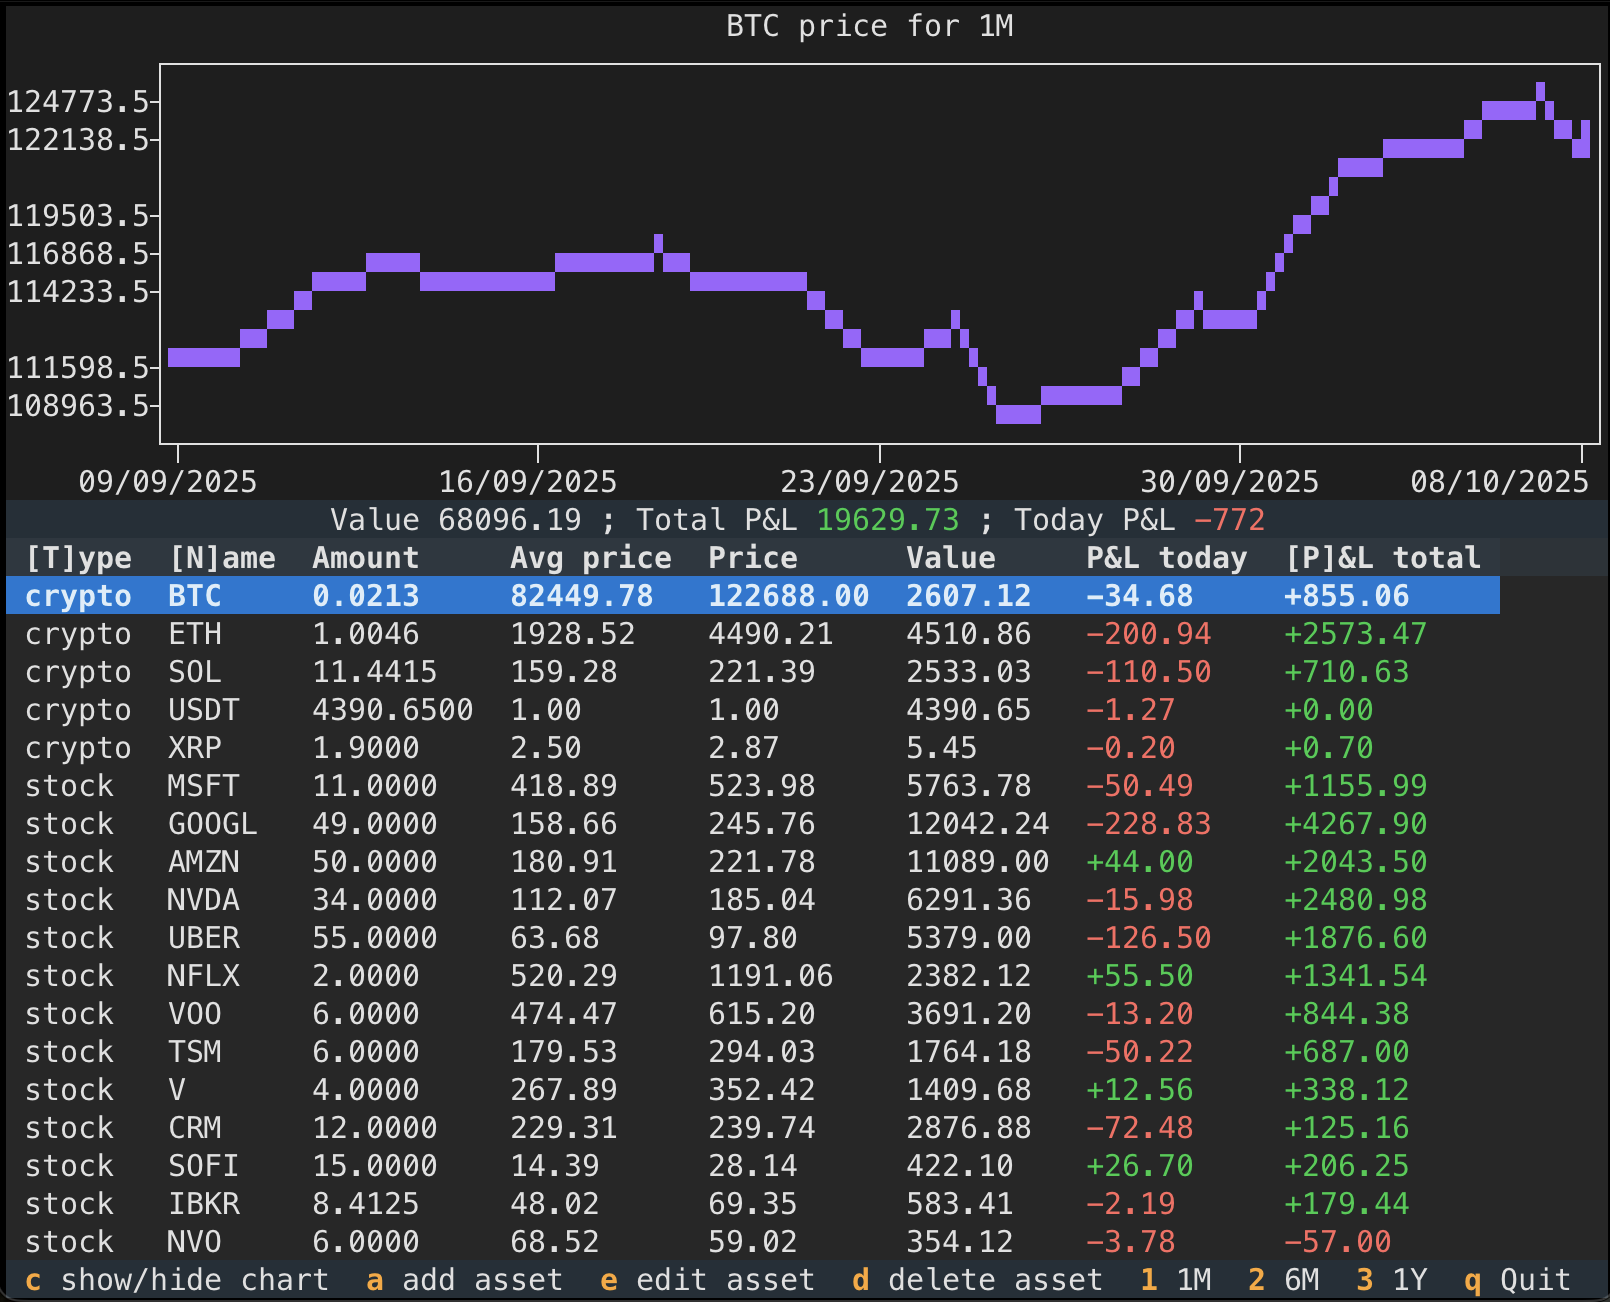 BTC price for 1M
124773.5
122138.5
119503.5
116868.5
114233.5
111598.5
108963.5
09/09/2025 16/09/2025 23/09/2025 30/09/2025 08/10/2025
Value 68096.19 ; Total P&L 19629.73 ; Today P&L −772
[T]ype [N]ame Amount Avg price Price Value P&L today [P]&L total
crypto BTC 0.0213 82449.78 122688.00 2607.12 −34.68 +855.06
crypto ETH 1.0046 1928.52 4490.21 4510.86 −200.94 +2573.47
crypto SOL 11.4415 159.28 221.39 2533.03 −110.50 +710.63
crypto USDT 4390.6500 1.00 1.00 4390.65 −1.27 +0.00
crypto XRP 1.9000 2.50 2.87 5.45 −0.20 +0.70
stock MSFT 11.0000 418.89 523.98 5763.78 −50.49 +1155.99
stock GOOGL 49.0000 158.66 245.76 12042.24 −228.83 +4267.90
stock AMZN 50.0000 180.91 221.78 11089.00 +44.00 +2043.50
stock NVDA 34.0000 112.07 185.04 6291.36 −15.98 +2480.98
stock UBER 55.0000 63.68 97.80 5379.00 −126.50 +1876.60
stock NFLX 2.0000 520.29 1191.06 2382.12 +55.50 +1341.54
stock VOO 6.0000 474.47 615.20 3691.20 −13.20 +844.38
stock TSM 6.0000 179.53 294.03 1764.18 −50.22 +687.00
stock V 4.0000 267.89 352.42 1409.68 +12.56 +338.12
stock CRM 12.0000 229.31 239.74 2876.88 −72.48 +125.16
stock SOFI 15.0000 14.39 28.14 422.10 +26.70 +206.25
stock IBKR 8.4125 48.02 69.35 583.41 −2.19 +179.44
stock NVO 6.0000 68.52 59.02 354.12 −3.78 −57.00
c show/hide chart a add asset e edit asset d delete asset 1 1M 2 6M 3 1Y q Quit